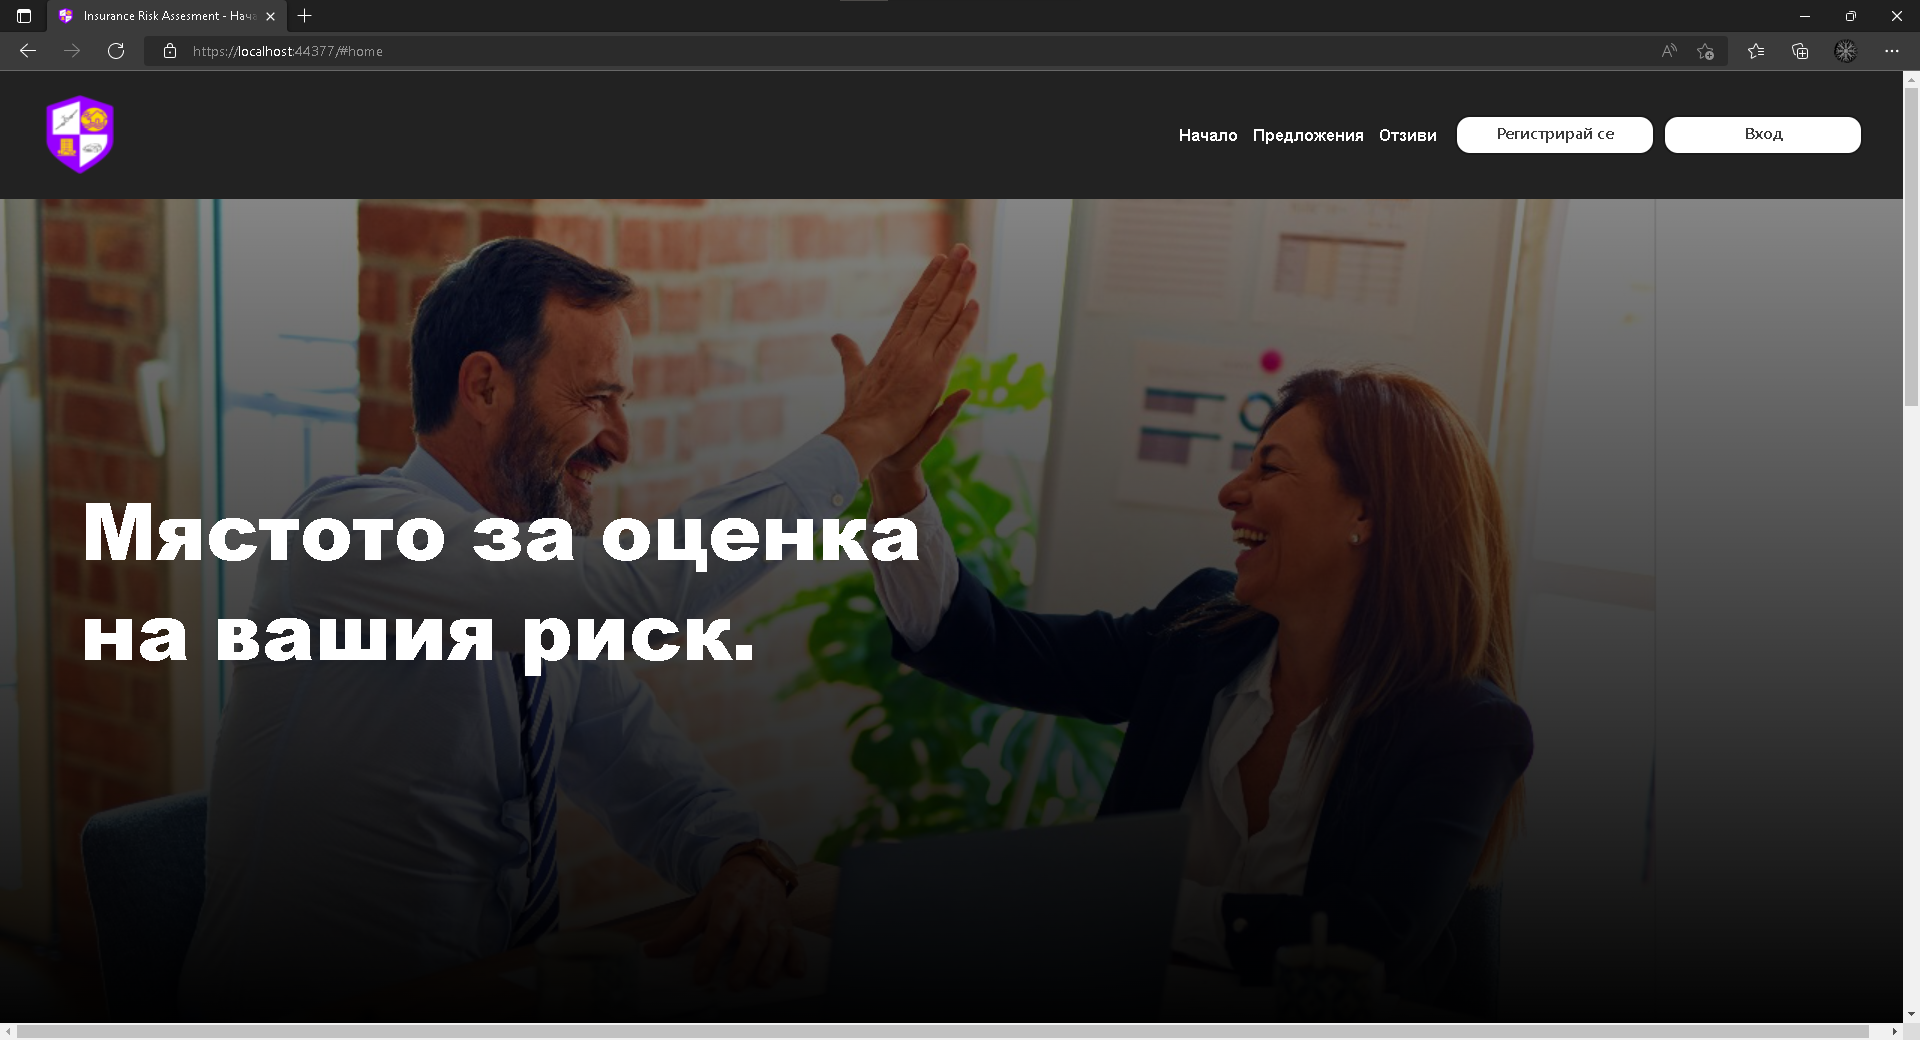 Insurance Risk Assesment - Нача
https://localhost:44377/#home
Начало Предложения Отзиви Регистрирай се Вход
Мястото за оценка
на вашия риск.